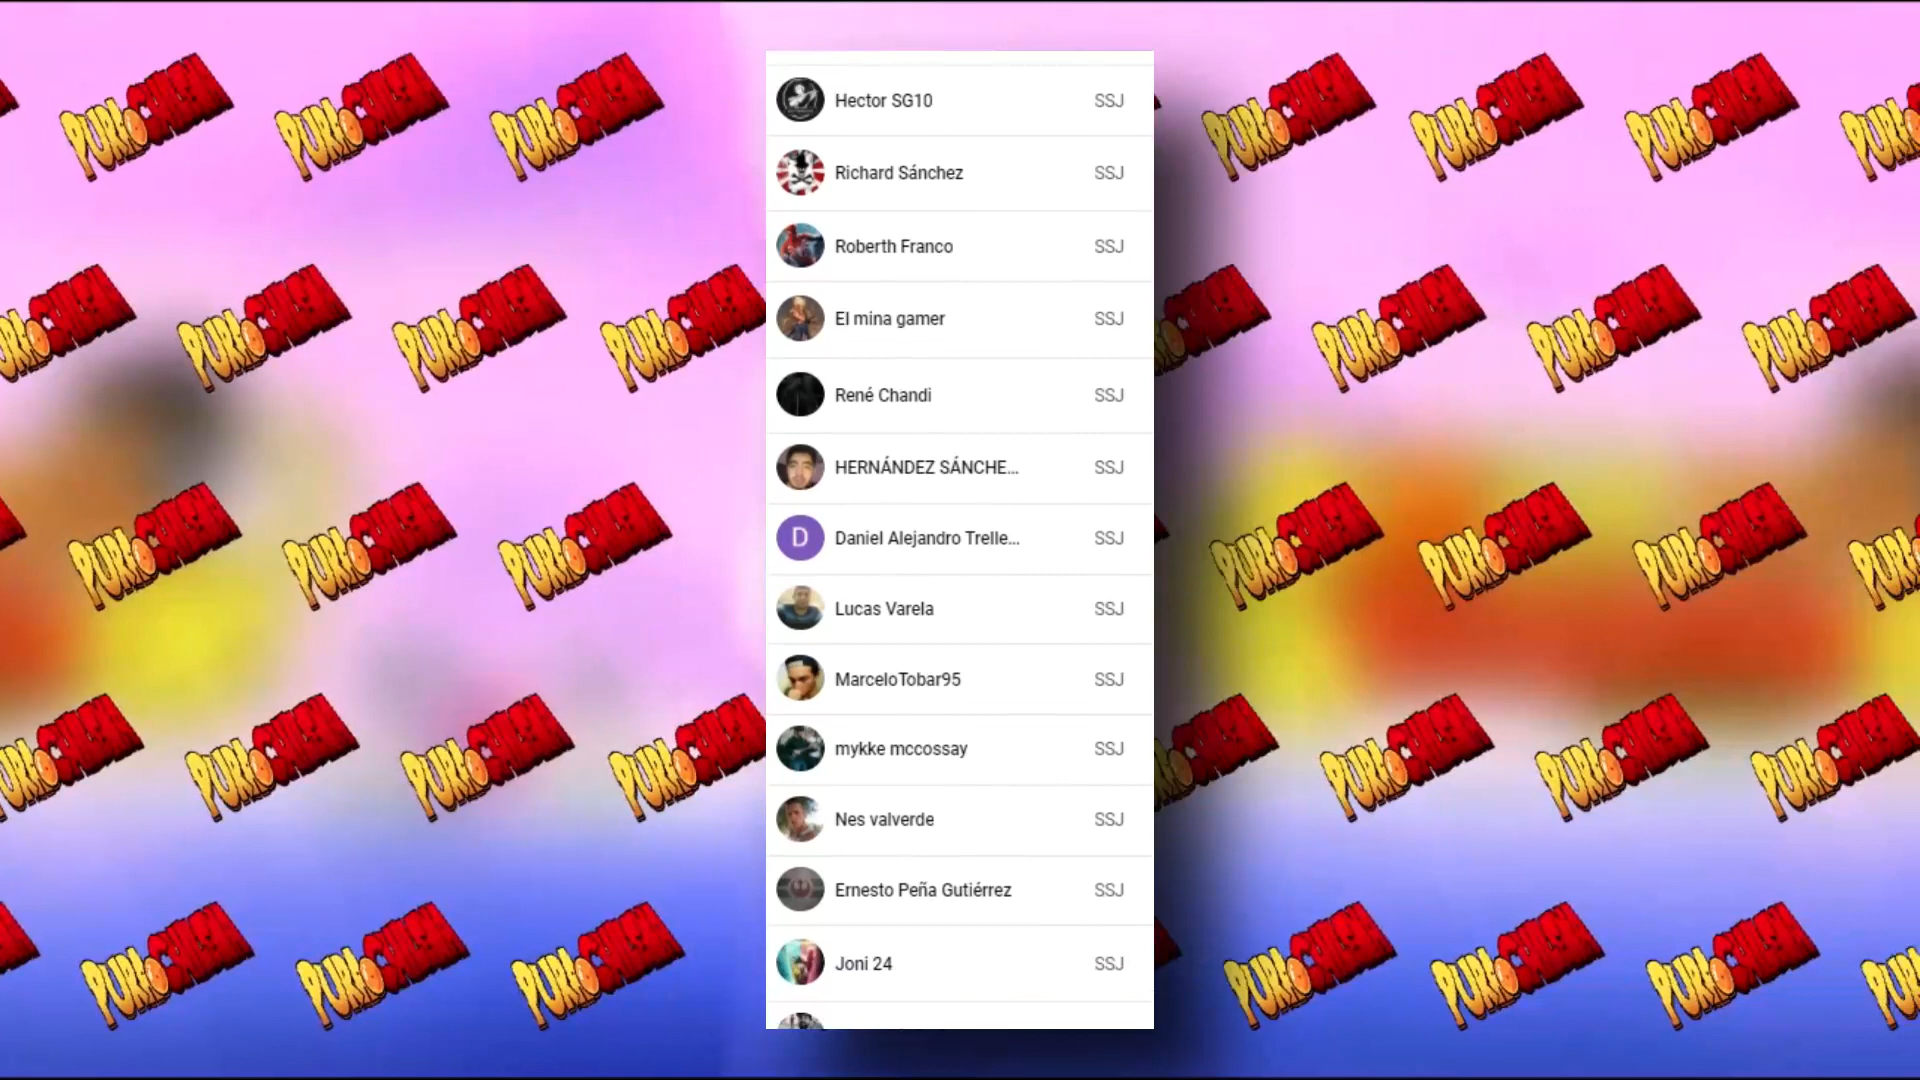 Hector SG10 SSJ
Richard Sánchez SSJ
Roberth Franco SSJ
El mina gamer SSJ
René Chandi SSJ
HERNÁNDEZ SÁNCHE... SSJ
Daniel Alejandro Trelle... SSJ
D
Lucas Varela SSJ
MarceloTobar95 SSJ
mykke mccossay SSJ
Nes valverde SSJ
Ernesto Peña Gutiérrez SSJ
Joni 24 SSJ